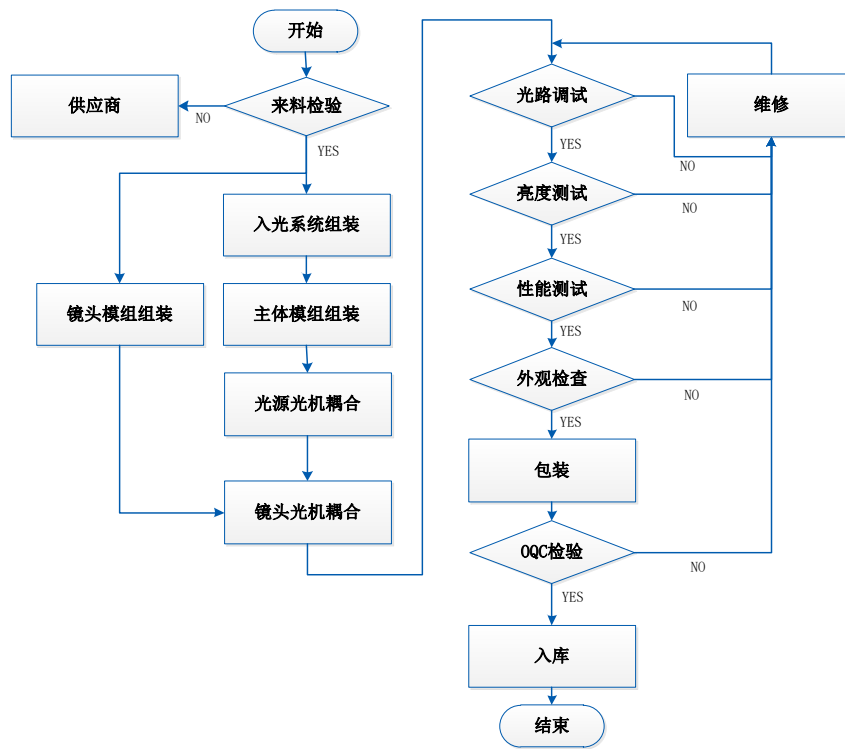 开始
来料检验
供应商
NO
YES
入光系统组装
镜头模组组装
主体模组组装
光源光机耦合
镜头光机耦合
光路调试
维修
YES
NO
亮度测试
NO
YES
性能测试
NO
YES
外观检查
NO
YES
包装
OQC检验
NO
YES
入库
结束